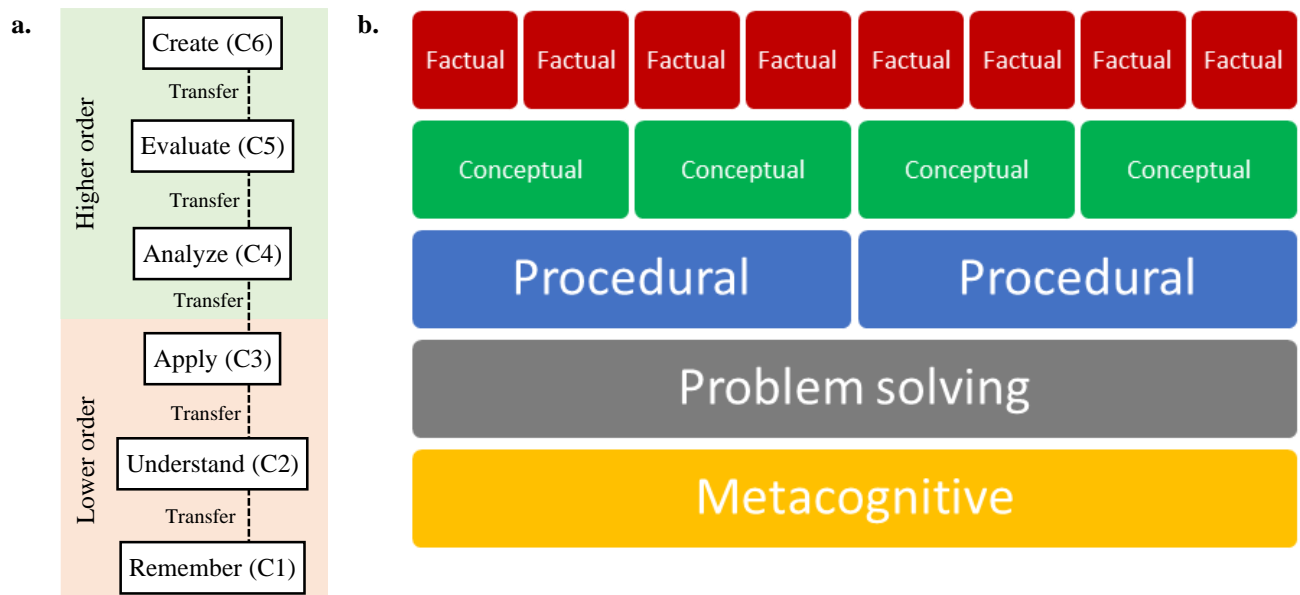 a.
Create (C6)
Transfer
Evaluate (C5)
Transfer
Analyze (C4)
Transfer
Apply (C3)
Transfer
Understand (C2)
Transfer
Remember (C1)
Higher order
Lower order
b.
Factual Factual Factual Factual Factual Factual Factual Factual
Conceptual Conceptual Conceptual Conceptual
Procedural Procedural
Problem solving
Metacognitive